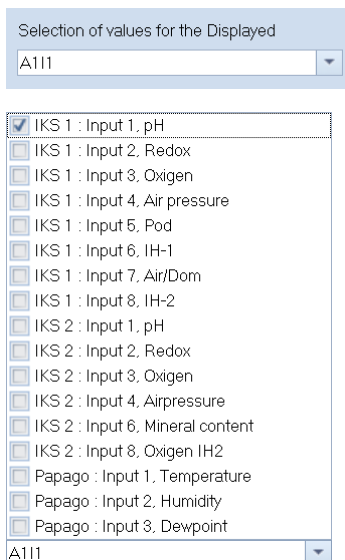 Selection of values for the Displayed
A1I1
IKS 1 : Input 1, pH
IKS 1 : Input 2, Redox
IKS 1 : Input 3, Oxigen
IKS 1 : Input 4, Air pressure
IKS 1 : Input 5, Pod
IKS 1 : Input 6, IH-1
IKS 1 : Input 7, Air/Dom
IKS 1 : Input 8, IH-2
IKS 2 : Input 1, pH
IKS 2 : Input 2, Redox
IKS 2 : Input 3, Oxigen
IKS 2 : Input 4, Airpressure
IKS 2 : Input 6, Mineral content
IKS 2 : Input 8, Oxigen IH2
Papago : Input 1, Temperature
Papago : Input 2, Humidity
Papago : Input 3, Dewpoint
A1I1